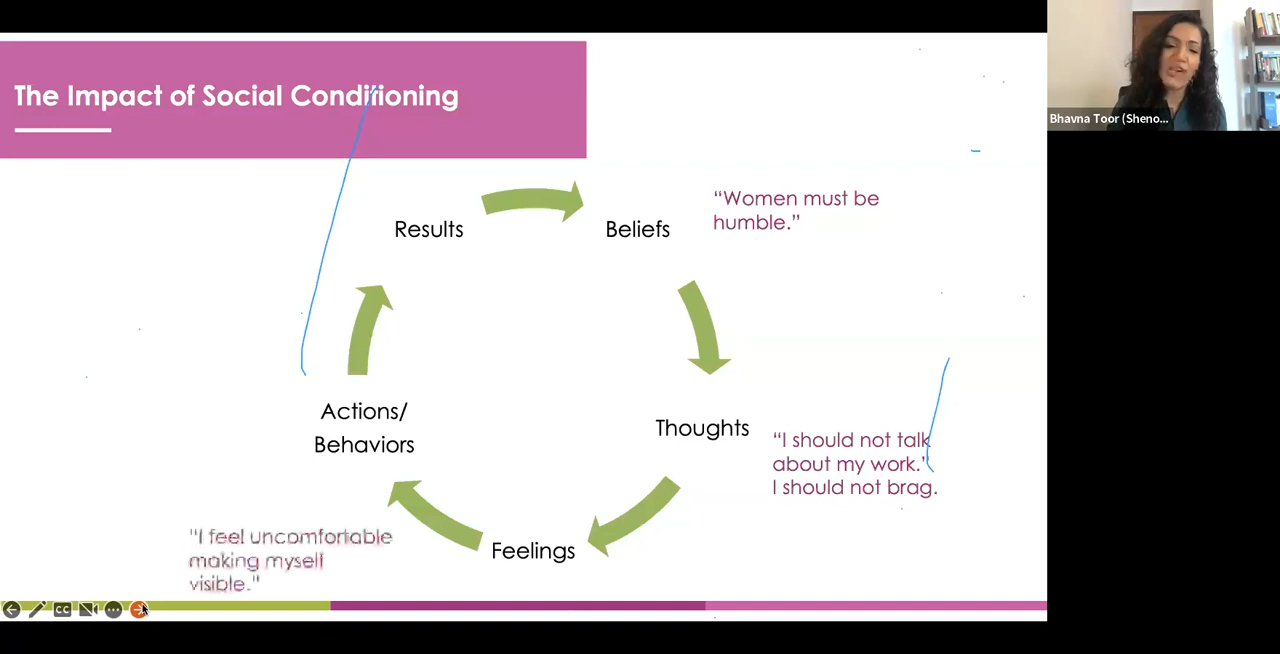 The Impact of Social Conditioning
Bhavna Toor (Sheno...
Results
Beliefs
“Women must be
humble.”
Thoughts
“I should not talk
about my work.”
I should not brag.
Feelings
Actions/
Behaviors
"I feel uncomfortable
making myself
visible."
CC